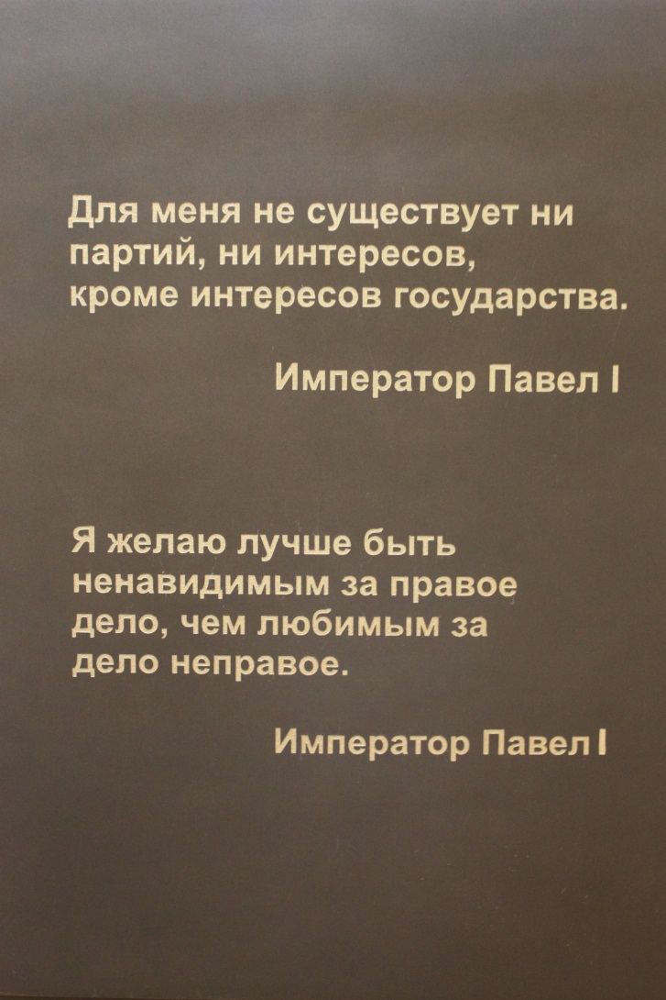 Для меня не существует ни
партий, ни интересов,
кроме интересов государства.
Император Павел I
Я желаю лучше быть
ненавидимым за правое
дело, чем любимым за
дело неправое.
Император Павел I